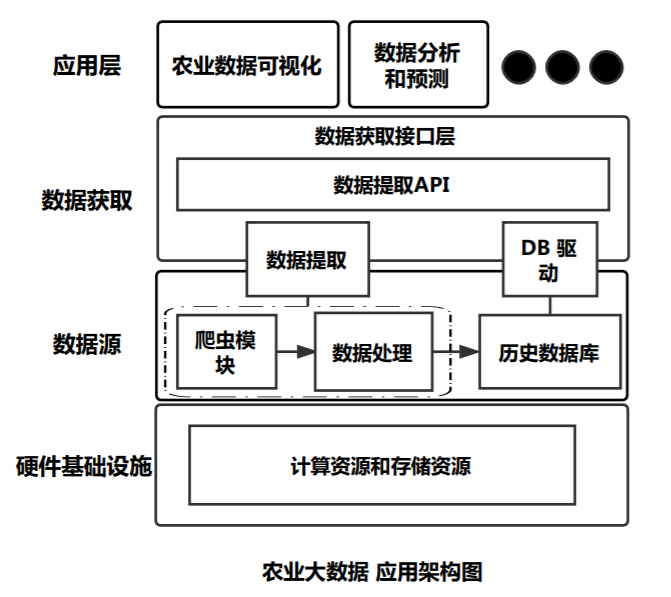 应用层
农业数据可视化
数据分析
和预测
数据获取接口层
数据获取
数据提取API
数据提取
DB 驱
动
数据源
爬虫模
块
数据处理
历史数据库
硬件基础设施
计算资源和存储资源
农业大数据 应用架构图